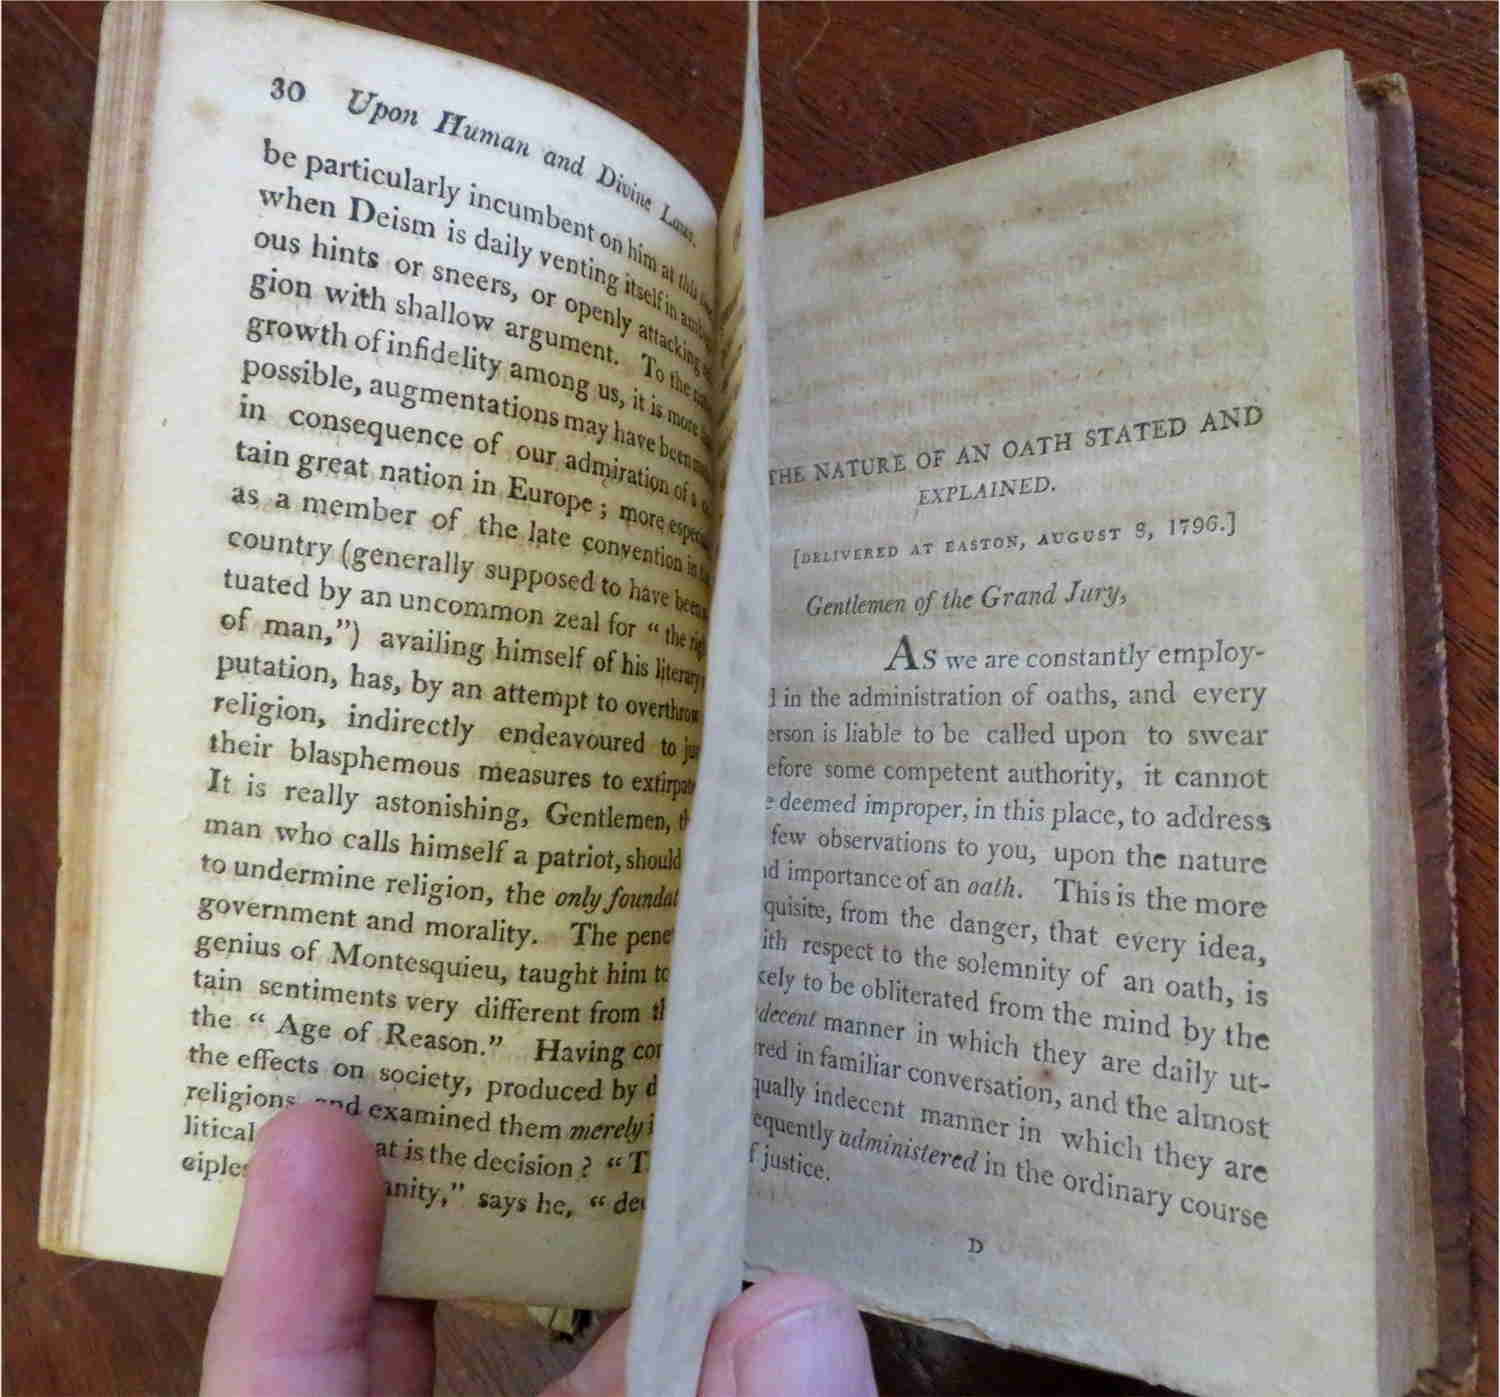 30 Upon Human and Divine Laws.
be particularly incumbent on him at this
when Deism is daily venting itself in
ous hints or sneers, or openly attacking
gion with shallow argument. To the
growth of infidelity among us, it is more
possible, augmentations may have been
in consequence of our admiration of a
tain great nation in Europe; more
as a member of the late convention in
country (generally supposed to have been
tuated by an uncommon zeal for “ the
of man,”) availing himself of his literary
putation, has, by an attempt to overthrow
religion, indirectly endeavoured to
their blasphemous measures to
It is really astonishing, Gentlemen,
man who calls himself a patriot, should
to undermine religion, the only
government and morality. The
genius of Montesquieu, taught him to
tain sentiments very different from
the “ Age of Reason.” Having
the effects on society, produced by
religions, and examined them merely
litical at is the decision? “
ciples anity,” says he, “
THE NATURE OF AN OATH STATED AND
EXPLAINED.
[DELIVERED AT EASTON, AUGUST 8, 1796.]
Gentlemen of the Grand Jury,
As we are constantly employ-
d in the administration of oaths, and every
erson is liable to be called upon to swear
efore some competent authority, it cannot
e deemed improper, in this place, to address
few observations to you, upon the nature
nd importance of an oath. This is the more
quisite, from the danger, that every idea,
ith respect to the solemnity of an oath, is
kely to be obliterated from the mind by the
decent manner in which they are daily ut-
red in familiar conversation, and the almost
qually indecent manner in which they are
equently administered in the ordinary course
f justice.
D